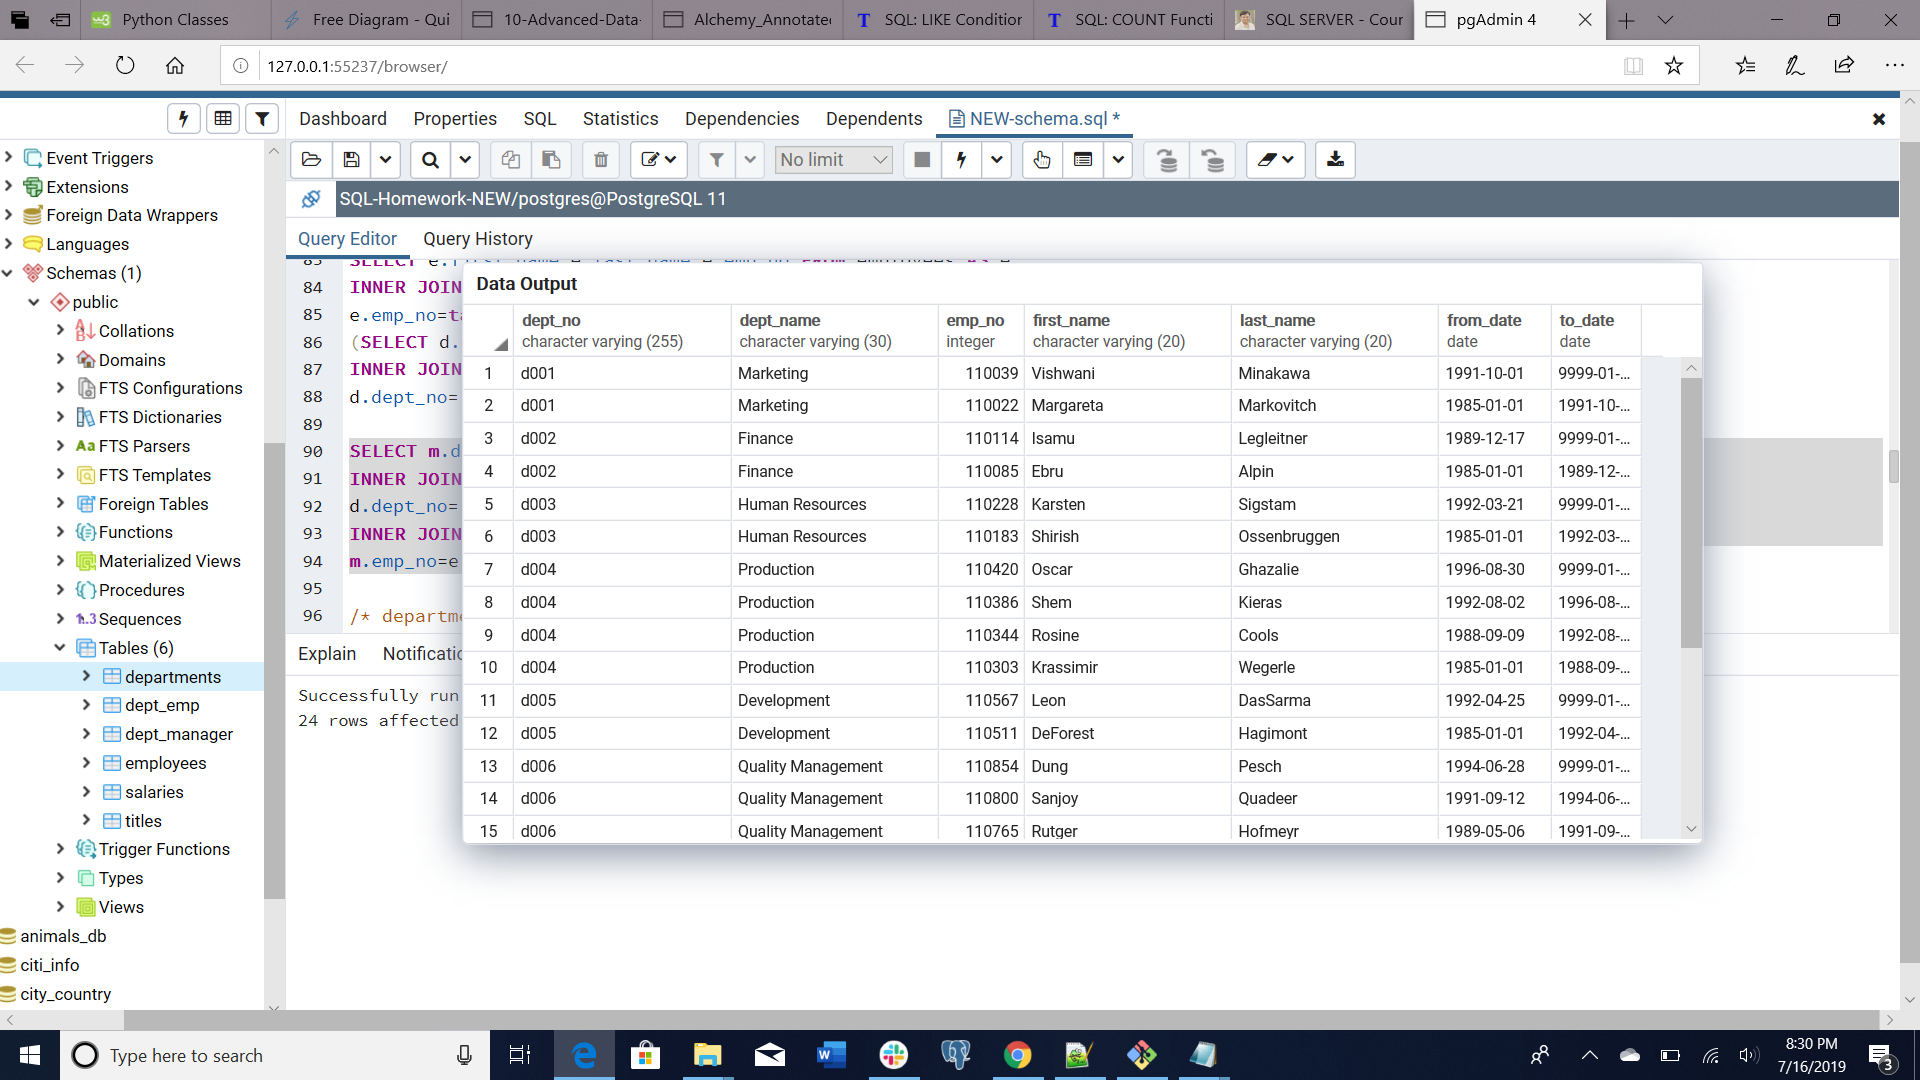 Python Classes
Free Diagram - Qui
10-Advanced-Data-
Alchemy_Annotated
SQL: LIKE Condition
SQL: COUNT Functi
SQL SERVER - Cour
pgAdmin 4
127.0.0.1:55237/browser/
Dashboard Properties SQL Statistics Dependencies Dependents NEW-schema.sql *
No limit
SQL-Homework-NEW/postgres@PostgreSQL 11
Query Editor Query History
Event Triggers
Extensions
Foreign Data Wrappers
Languages
Schemas (1)
public
Collations
Domains
FTS Configurations
FTS Dictionaries
FTS Parsers
FTS Templates
Foreign Tables
Functions
Materialized Views
Procedures
1..3 Sequences
Tables (6)
departments
dept_emp
dept_manager
employees
salaries
titles
Trigger Functions
Types
Views
animals_db
citi_info
city_country
84 INNER JOIN
85 e.emp_no=ta
86 (SELECT d.
87 INNER JOIN
88 d.dept_no=
89
90 SELECT m.d
91 INNER JOIN
92 d.dept_no=
93 INNER JOIN
94 m.emp_no=e
95
96 /* departme
Explain Notificatio
Successfully run
24 rows affected
Data Output
dept_no character varying (255) dept_name character varying (30) emp_no integer first_name character varying (20) last_name character varying (20) from_date date to_date date
1 d001 Marketing 110039 Vishwani Minakawa 1991-10-01 9999-01-...
2 d001 Marketing 110022 Margareta Markovitch 1985-01-01 1991-10-...
3 d002 Finance 110114 Isamu Legleitner 1989-12-17 9999-01-...
4 d002 Finance 110085 Ebru Alpin 1985-01-01 1989-12-...
5 d003 Human Resources 110228 Karsten Sigstam 1992-03-21 9999-01-...
6 d003 Human Resources 110183 Shirish Ossenbruggen 1985-01-01 1992-03-...
7 d004 Production 110420 Oscar Ghazalie 1996-08-30 9999-01-...
8 d004 Production 110386 Shem Kieras 1992-08-02 1996-08-...
9 d004 Production 110344 Rosine Cools 1988-09-09 1992-08-...
10 d004 Production 110303 Krassimir Wegerle 1985-01-01 1988-09-...
11 d005 Development 110567 Leon DasSarma 1992-04-25 9999-01-...
12 d005 Development 110511 DeForest Hagimont 1985-01-01 1992-04-...
13 d006 Quality Management 110854 Dung Pesch 1994-06-28 9999-01-...
14 d006 Quality Management 110800 Sanjoy Quadeer 1991-09-12 1994-06-...
15 d006 Quality Management 110765 Rutger Hofmeyr 1989-05-06 1991-09-...
Type here to search
8:30 PM
7/16/2019
3